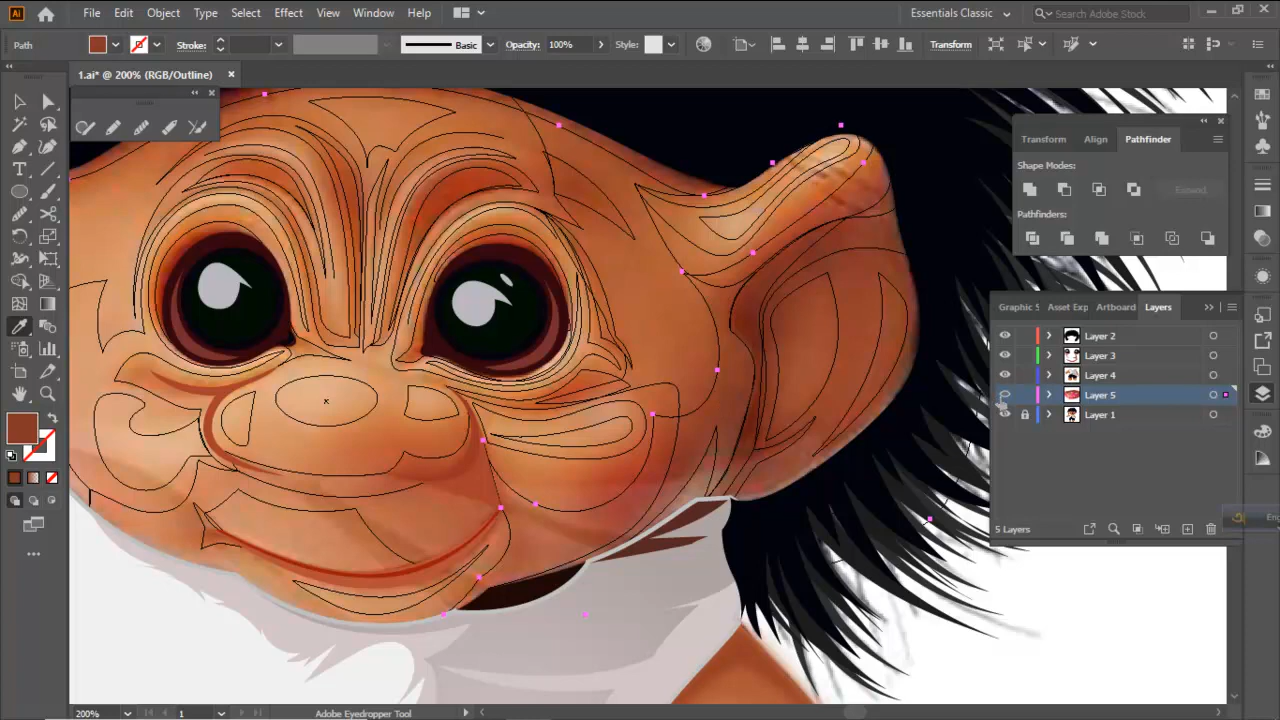 Ai File Edit Object Type Select Effect View Window Help Essentials Classic Search Adobe Stock
Path Stroke: Basic Opacity: 100% Style: Transform
1.ai* @ 200% (RGB/Outline)
Transform Align Pathfinder
Shape Modes:
Expand
Pathfinders:
Graphic S Asset Exp Artboard Layers
Layer 2
Layer 3
Layer 4
Layer 5
Layer 1
5 Layers
200% 1 Adobe Eyedropper Tool